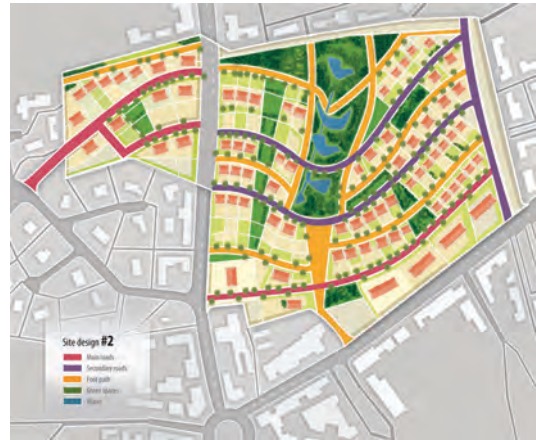 Site design #2
Main roads
Secondary roads
Foot path
Green spaces
Water